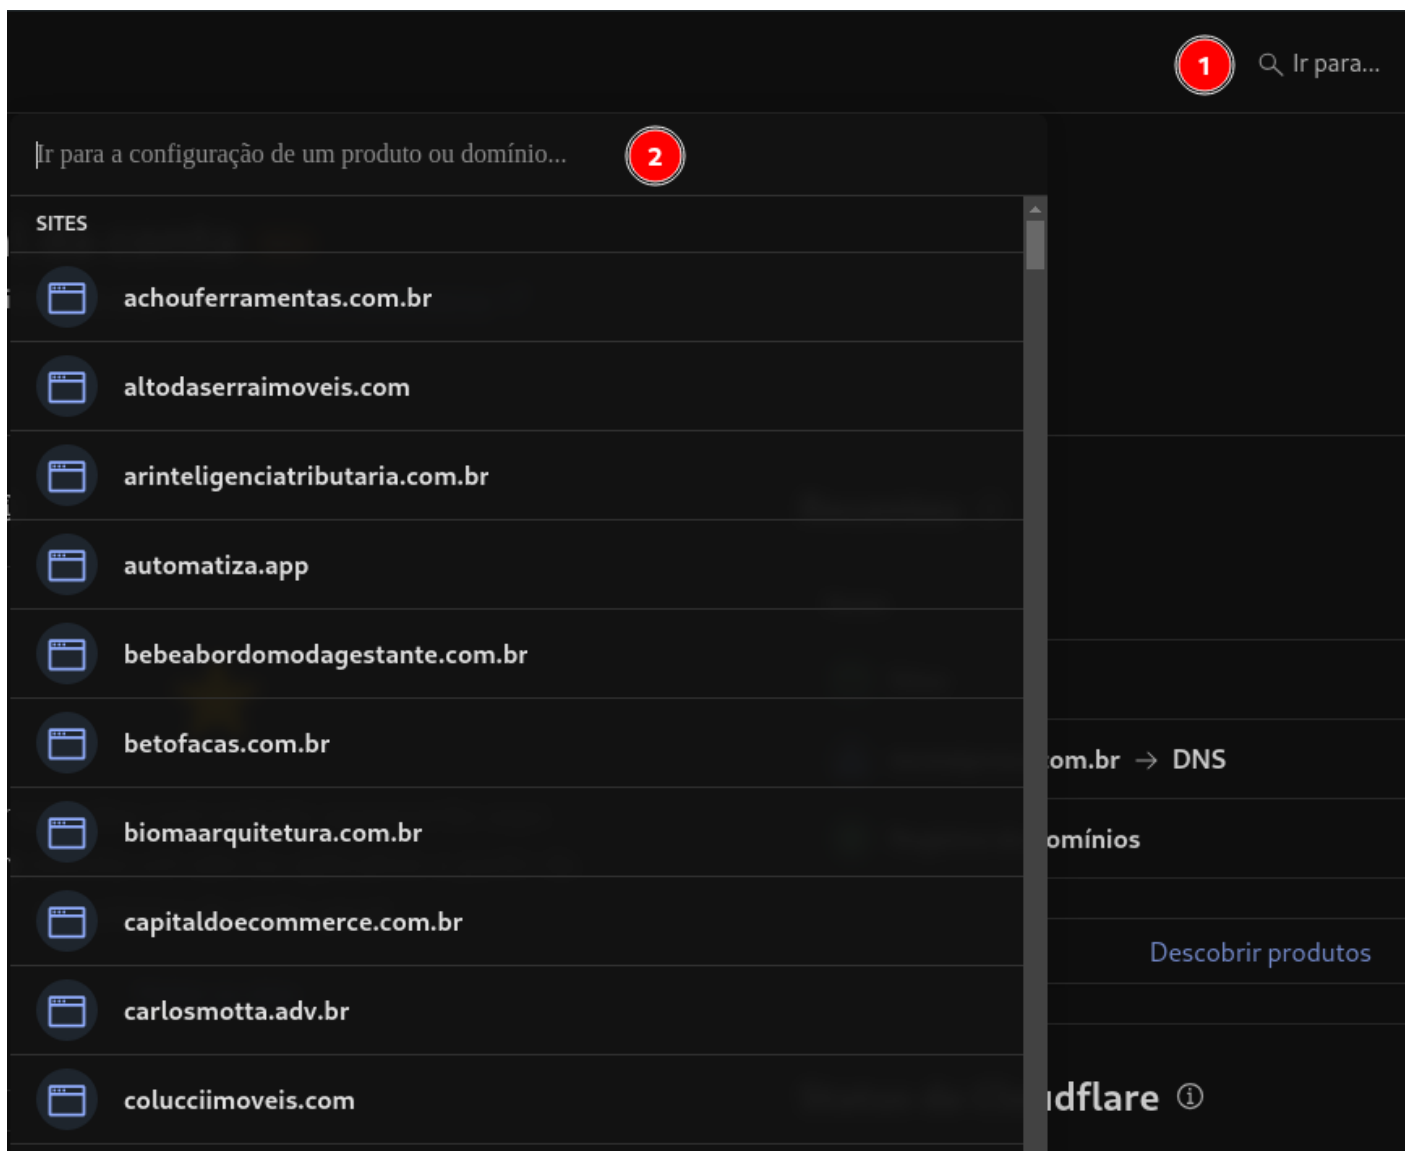 1
Ir para...
Ir para a configuração de um produto ou domínio...
2
SITES
achouferramentas.com.br
altodaserraimoveis.com
arinteligenciatributaria.com.br
automatiza.app
bebeabordomodagestante.com.br
betofacas.com.br
om.br → DNS
biomaarquitetura.com.br
omínios
capitaldoecommerce.com.br
Descobrir produtos
carlosmotta.adv.br
colucciimoveis.com
dflare